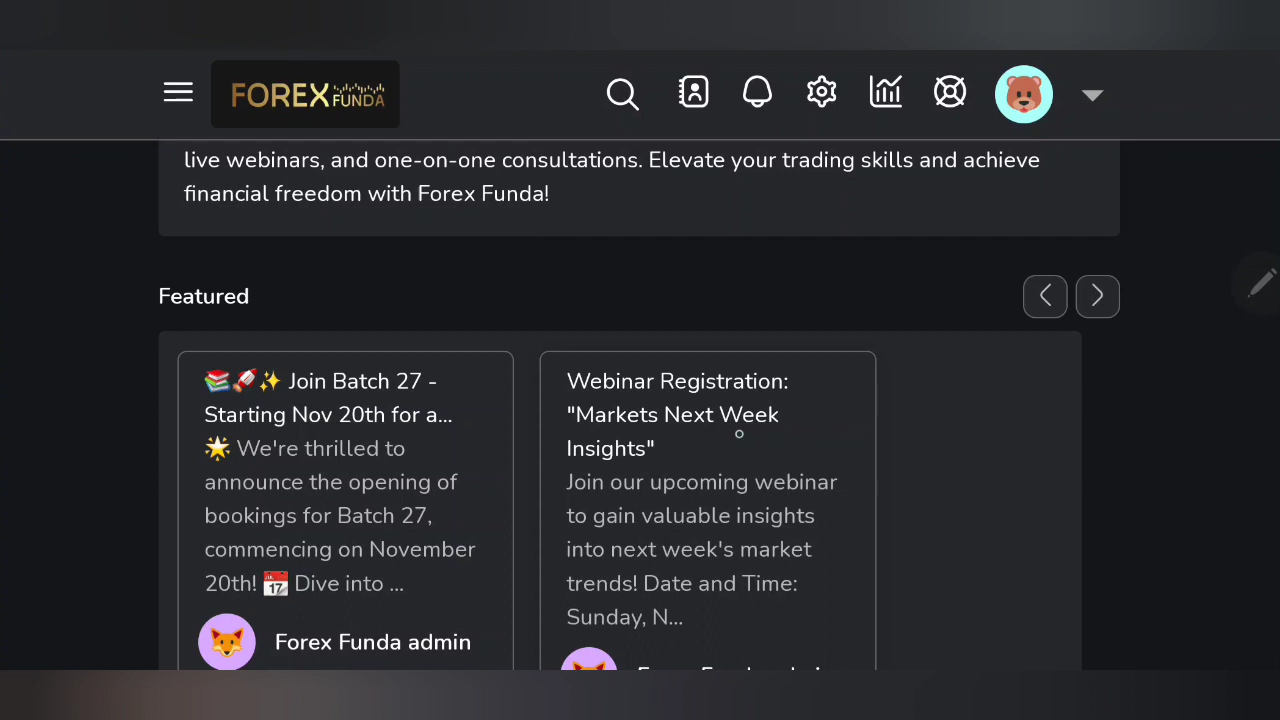 FOREX FUNDA
live webinars, and one-on-one consultations. Elevate your trading skills and achieve
financial freedom with Forex Funda!
Featured
📚🚀✨ Join Batch 27 -
Starting Nov 20th for a...
🌟 We're thrilled to
announce the opening of
bookings for Batch 27,
commencing on November
20th! 📅 Dive into ...
Forex Funda admin
Webinar Registration:
"Markets Next Week
Insights"
Join our upcoming webinar
to gain valuable insights
into next week's market
trends! Date and Time:
Sunday, N...